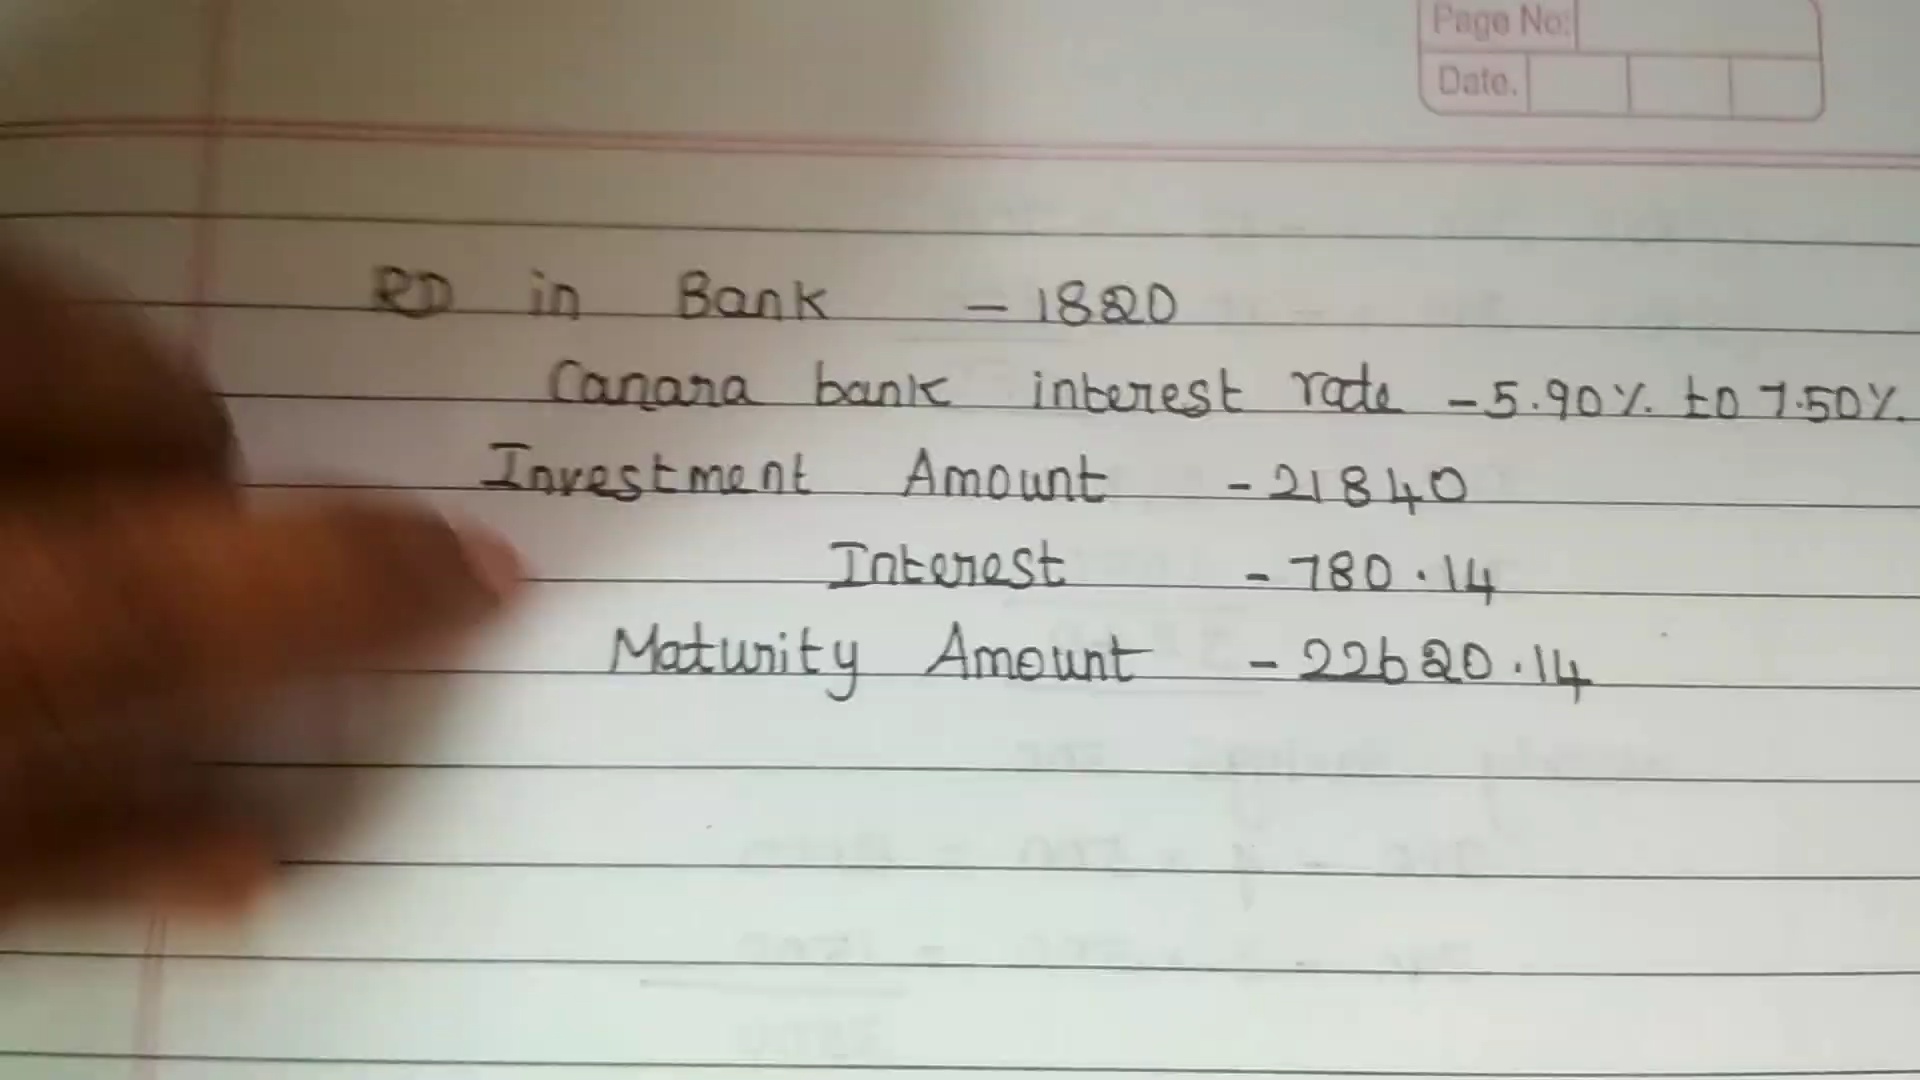 Page No:
Date.
RD in Bank - 1820
Canara bank interest rate - 5.90% to 7.50%
Investment Amount - 21840
Interest - 780.14
Maturity Amount - 22620.14